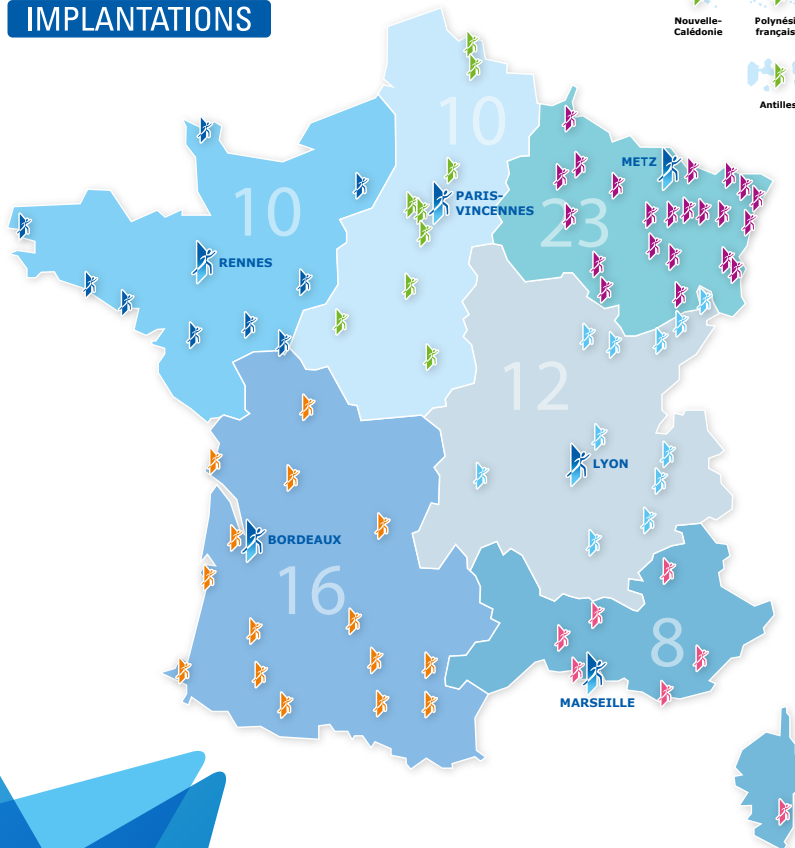 IMPLANTATIONS
Nouvelle-
Calédonie
Antilles
10
METZ
PARIS-
VINCENNES
10
23
RENNES
12
LYON
BORDEAUX
16
8
MARSEILLE